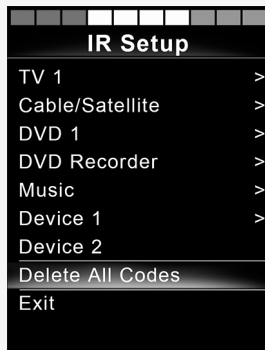 IR Setup
TV 1 >
Cable/Satellite >
DVD 1 >
DVD Recorder >
Music >
Device 1 >
Device 2
Delete All Codes
Exit